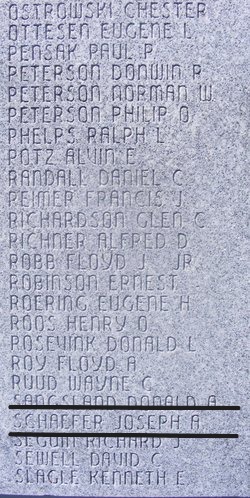 OSTROWSKI CHESTER
OTTESEN EUGENE L
PENSAK PAUL P
PETERSON DONWIN R
PETERSON NORMAN W
PETERSON PHILIP O
PHELPS RALPH L
POTZ ALVIN E
RANDALL DANIEL C
REIMER FRANCIS J
RICHARDSON GLEN C
RICHNER ALFRED D
ROBB FLOYD J JR
ROBINSON ERNEST
ROERING EUGENE H
ROOS HENRY O
ROSEVINK DONALD L
ROY FLOYD A
RUUD WAYNE G
SANGSLAND DONALD A
SCHAEFER JOSEPH A
SEGUIN RICHARD J
SEWELL DAVID C
SLAGLE KENNETH E